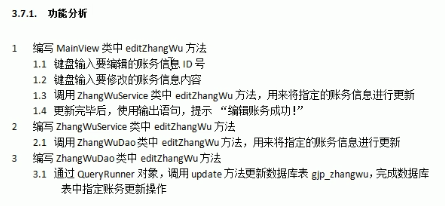 3.7.1. 功能分析
1 编写 MainView 类中 editZhangWu 方法
1.1 键盘输入要编辑的账务信息 ID 号
1.2 键盘输入要修改的账务信息内容
1.3 调用 ZhangWuService 类中 editZhangWu 方法，用来将指定的账务信息进行更新
1.4 更新完毕后，使用输出语句，提示 “编辑账务成功!”
2 编写 ZhangWuService 类中 editZhangWu 方法
2.1 调用 ZhangWuDao 类中 editZhangWu 方法，用来将指定的账务信息进行更新
3 编写 ZhangWuDao 类中 editZhangWu 方法
3.1 通过 QueryRunner 对象，调用 update 方法更新数据库表 gjp_zhangwu，完成数据库
表中指定账务更新操作